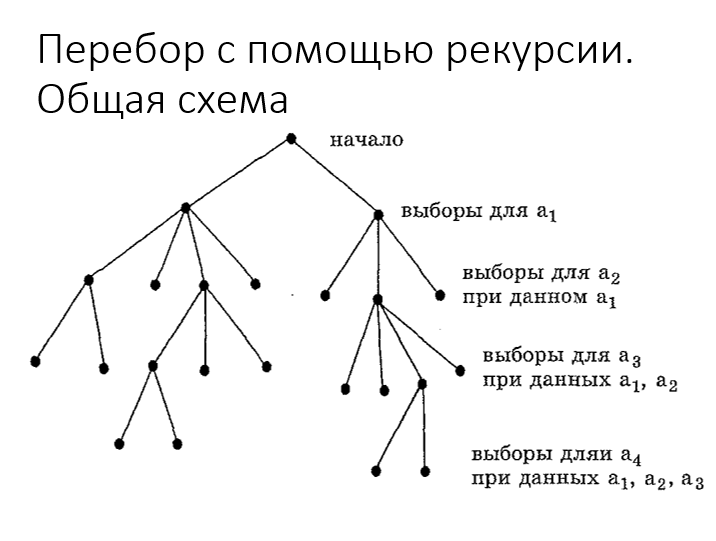 Перебор с помощью рекурсии.
Общая схема
начало
выборы для a₁
выборы для a₂
при данном a₁
выборы для a₃
при данных a₁, a₂
выборы дляи a₄
при данных a₁, a₂, a₃